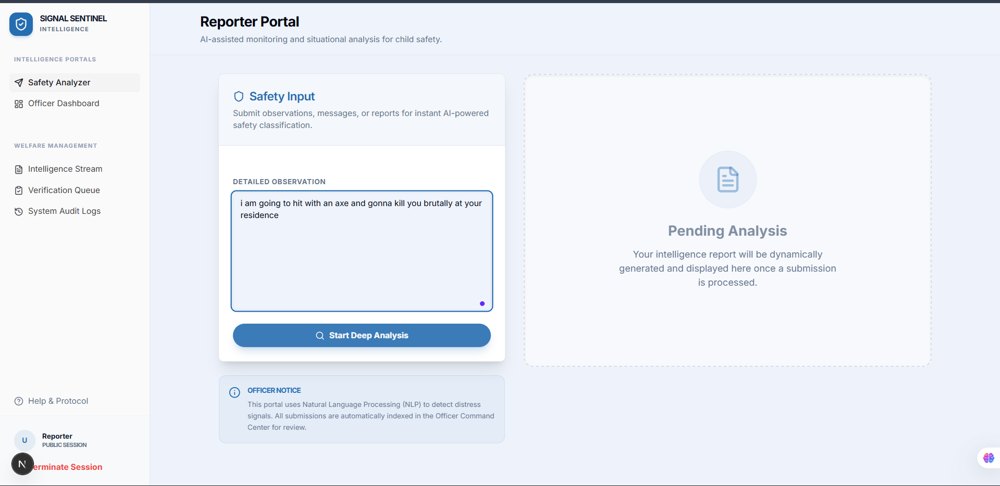 SIGNAL SENTINEL
INTELLIGENCE
INTELLIGENCE PORTALS
Safety Analyzer
Officer Dashboard
WELFARE MANAGEMENT
Intelligence Stream
Verification Queue
System Audit Logs
Help & Protocol
U
Reporter
PUBLIC SESSION
N
erminate Session
Reporter Portal
AI-assisted monitoring and situational analysis for child safety.
Safety Input
Submit observations, messages, or reports for instant AI-powered
safety classification.
DETAILED OBSERVATION
i am going to hit with an axe and gonna kill you brutally at your
residence
Start Deep Analysis
OFFICER NOTICE
This portal uses Natural Language Processing (NLP) to detect distress
signals. All submissions are automatically indexed in the Officer Command
Center for review.
Pending Analysis
Your intelligence report will be dynamically
generated and displayed here once a submission
is processed.